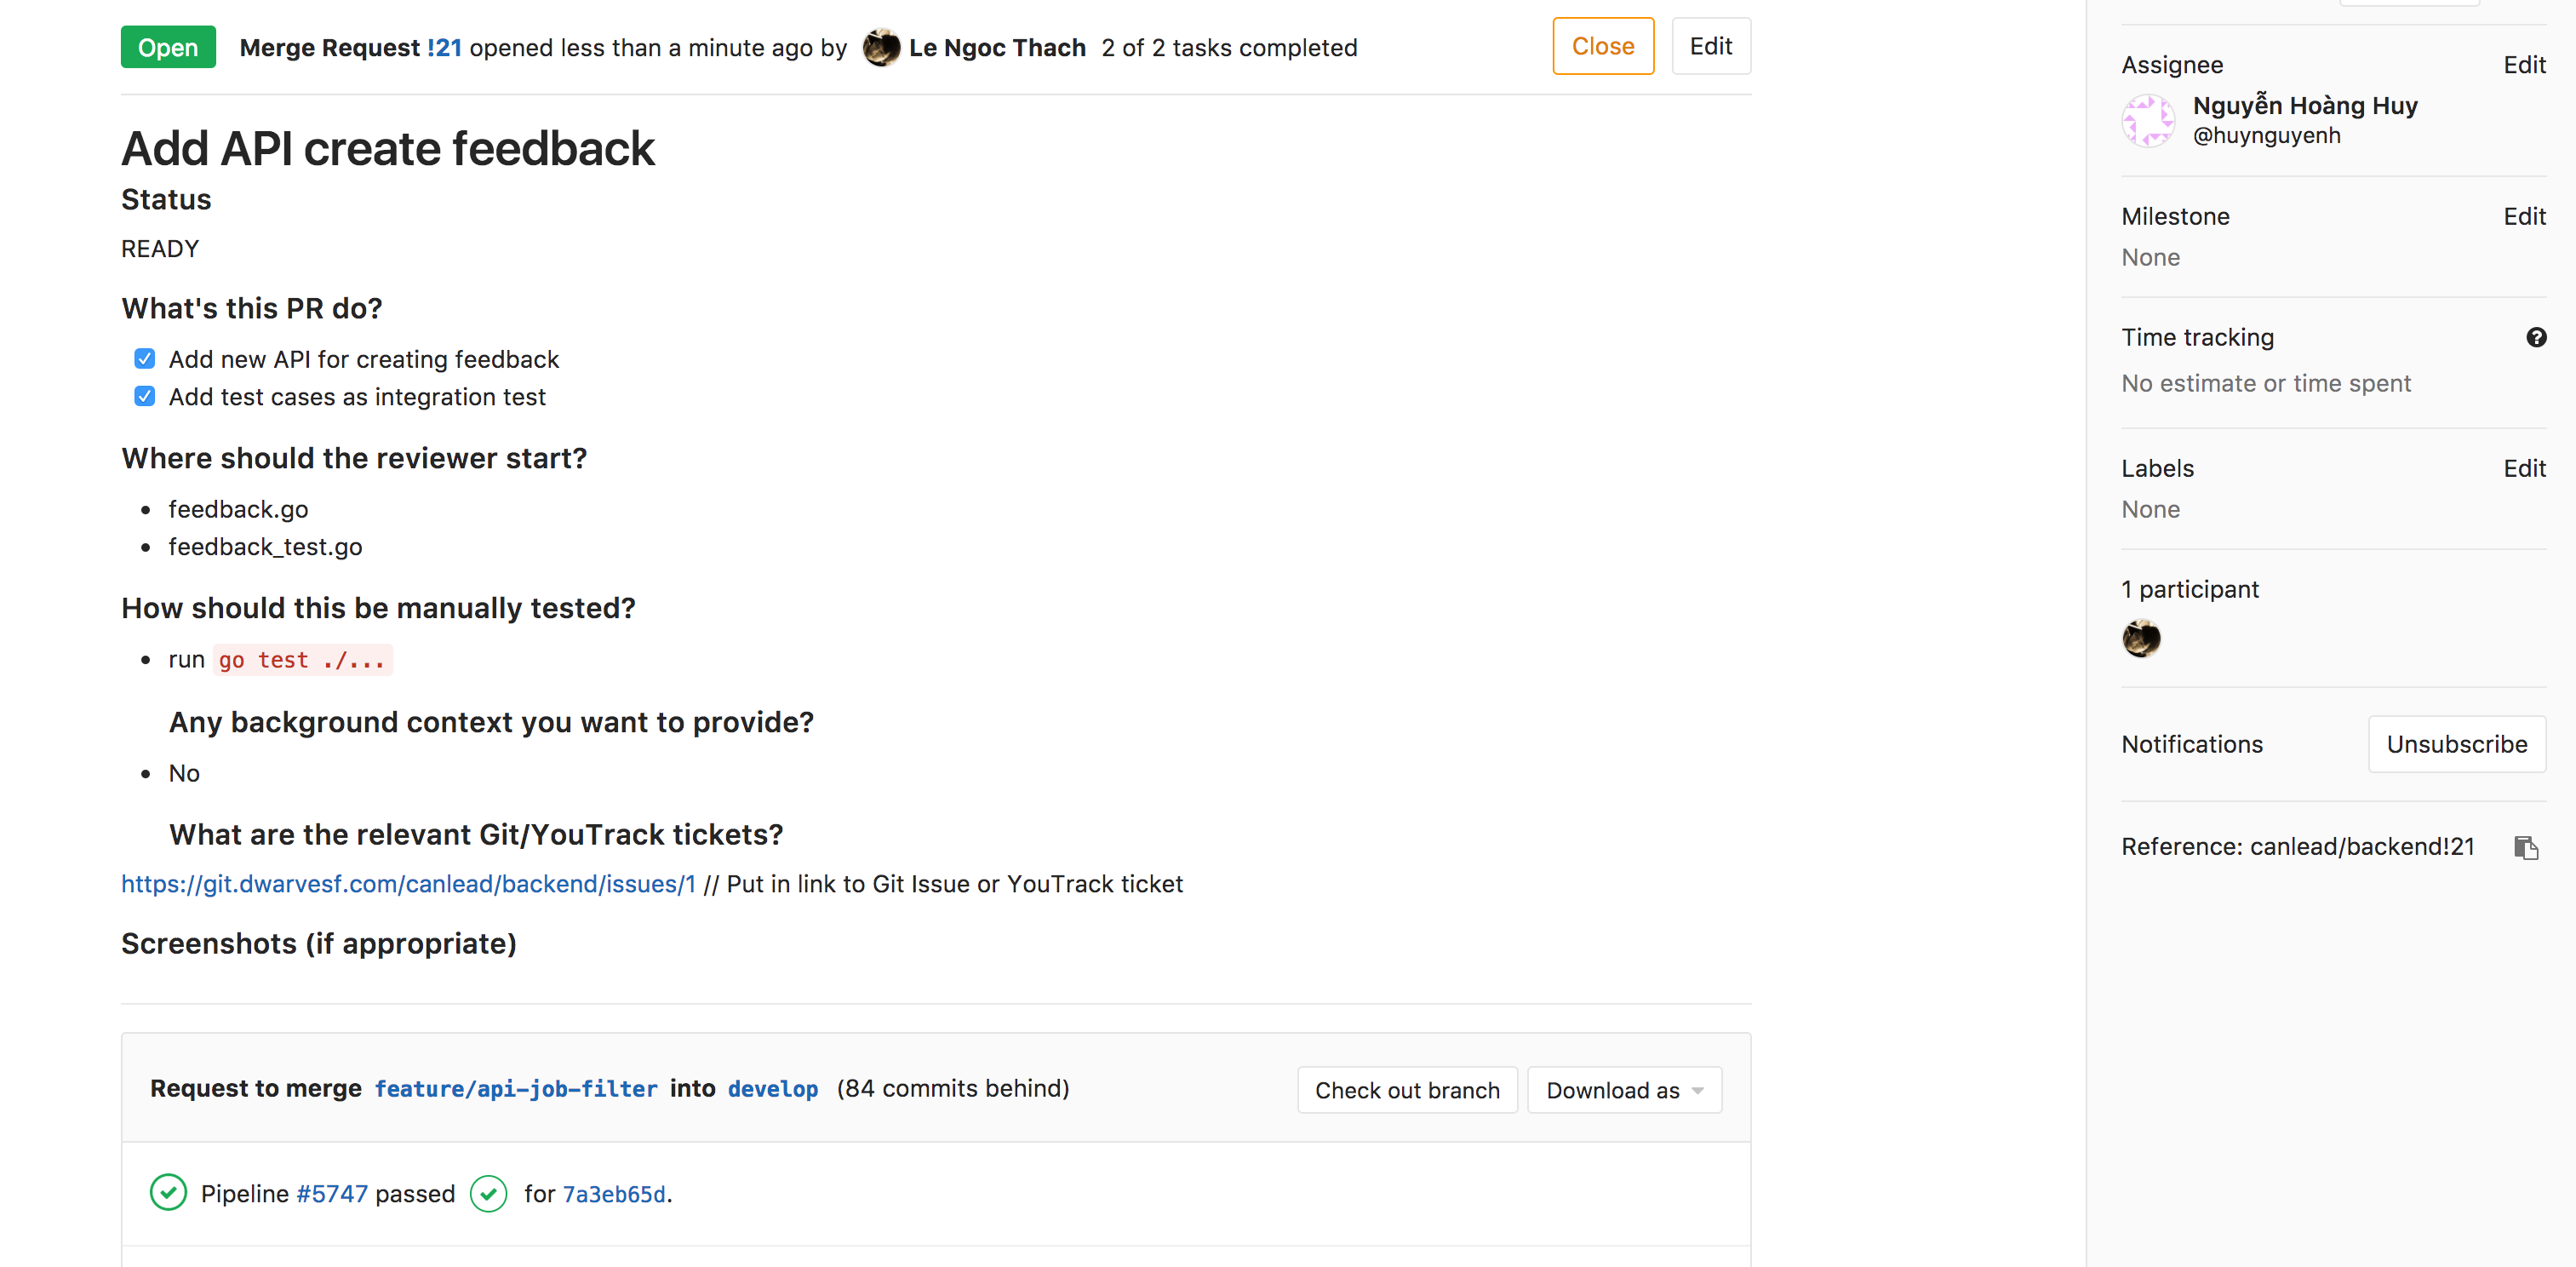 Open Merge Request !21 opened less than a minute ago by Le Ngoc Thach 2 of 2 tasks completed Close Edit
Add API create feedback
Status
READY
What's this PR do?
Add new API for creating feedback
Add test cases as integration test
Where should the reviewer start?
• feedback.go
• feedback_test.go
How should this be manually tested?
• run go test ./...
Any background context you want to provide?
• No
What are the relevant Git/YouTrack tickets?
https://git.dwarvesf.com/canlead/backend/issues/1 // Put in link to Git Issue or YouTrack ticket
Screenshots (if appropriate)
Request to merge feature/api-job-filter into develop (84 commits behind) Check out branch Download as
Pipeline #5747 passed for 7a3eb65d.
Assignee Edit
Nguyễn Hoàng Huy
@huynguyenh
Milestone Edit
None
Time tracking ?
No estimate or time spent
Labels Edit
None
1 participant
Notifications Unsubscribe
Reference: canlead/backend!21